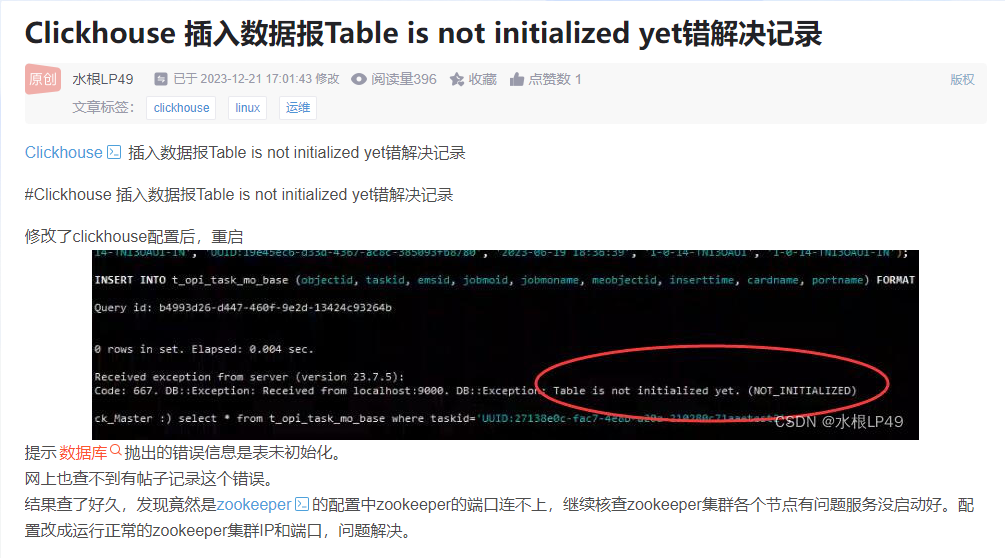 Clickhouse 插入数据报Table is not initialized yet错解决记录
原创 水根LP49 已于 2023-12-21 17:01:43 修改 阅读量396 收藏 点赞数 1 版权
文章标签: clickhouse linux 运维
Clickhouse 插入数据报Table is not initialized yet错解决记录
#Clickhouse 插入数据报Table is not initialized yet错解决记录
修改了clickhouse配置后，重启
INSERT INTO t_opi_task_mo_base (objectid, taskid, emsid, jobmoid, jobmoname, meobjectid, inserttime, cardname, portname) FORMAT
Query id: b4993d26-d447-460f-9e2d-13424c93264b
0 rows in set. Elapsed: 0.004 sec.
Received exception from server (version 23.7.5):
Code: 667. DB::Exception: Received from localhost:9000. DB::Exception: Table is not initialized yet. (NOT_INITIALIZED)
ck_Master :) select * from t_opi_task_mo_base where taskid=
CSDN @水根LP49
提示数据库抛出的错误信息是表未初始化。
网上也查不到有帖子记录这个错误。
结果查了好久，发现竟然是zookeeper的配置中zookeeper的端口连不上，继续核查zookeeper集群各个节点有问题服务没启动好。配
置改成运行正常的zookeeper集群IP和端口，问题解决。